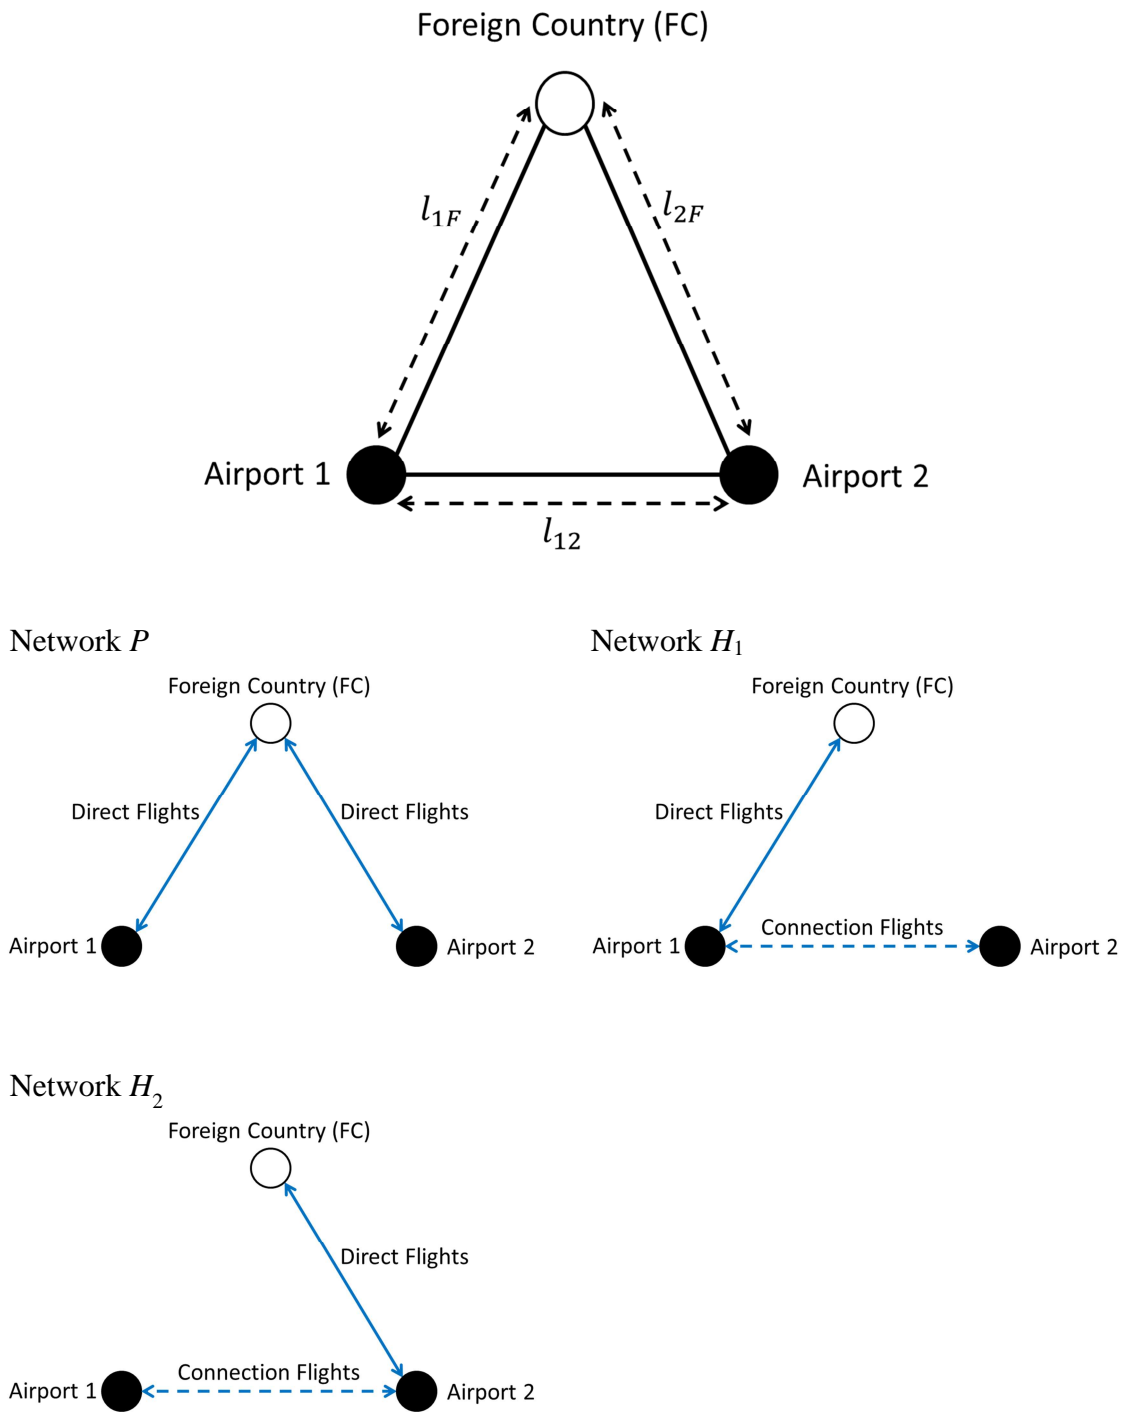 Foreign Country (FC)
l1F
l2F
Airport 1
Airport 2
l12
Network P
Network H1
Foreign Country (FC)
Foreign Country (FC)
Direct Flights
Direct Flights
Direct Flights
Connection Flights
Airport 1
Airport 2
Airport 1
Airport 2
Network H2
Foreign Country (FC)
Direct Flights
Connection Flights
Airport 1
Airport 2